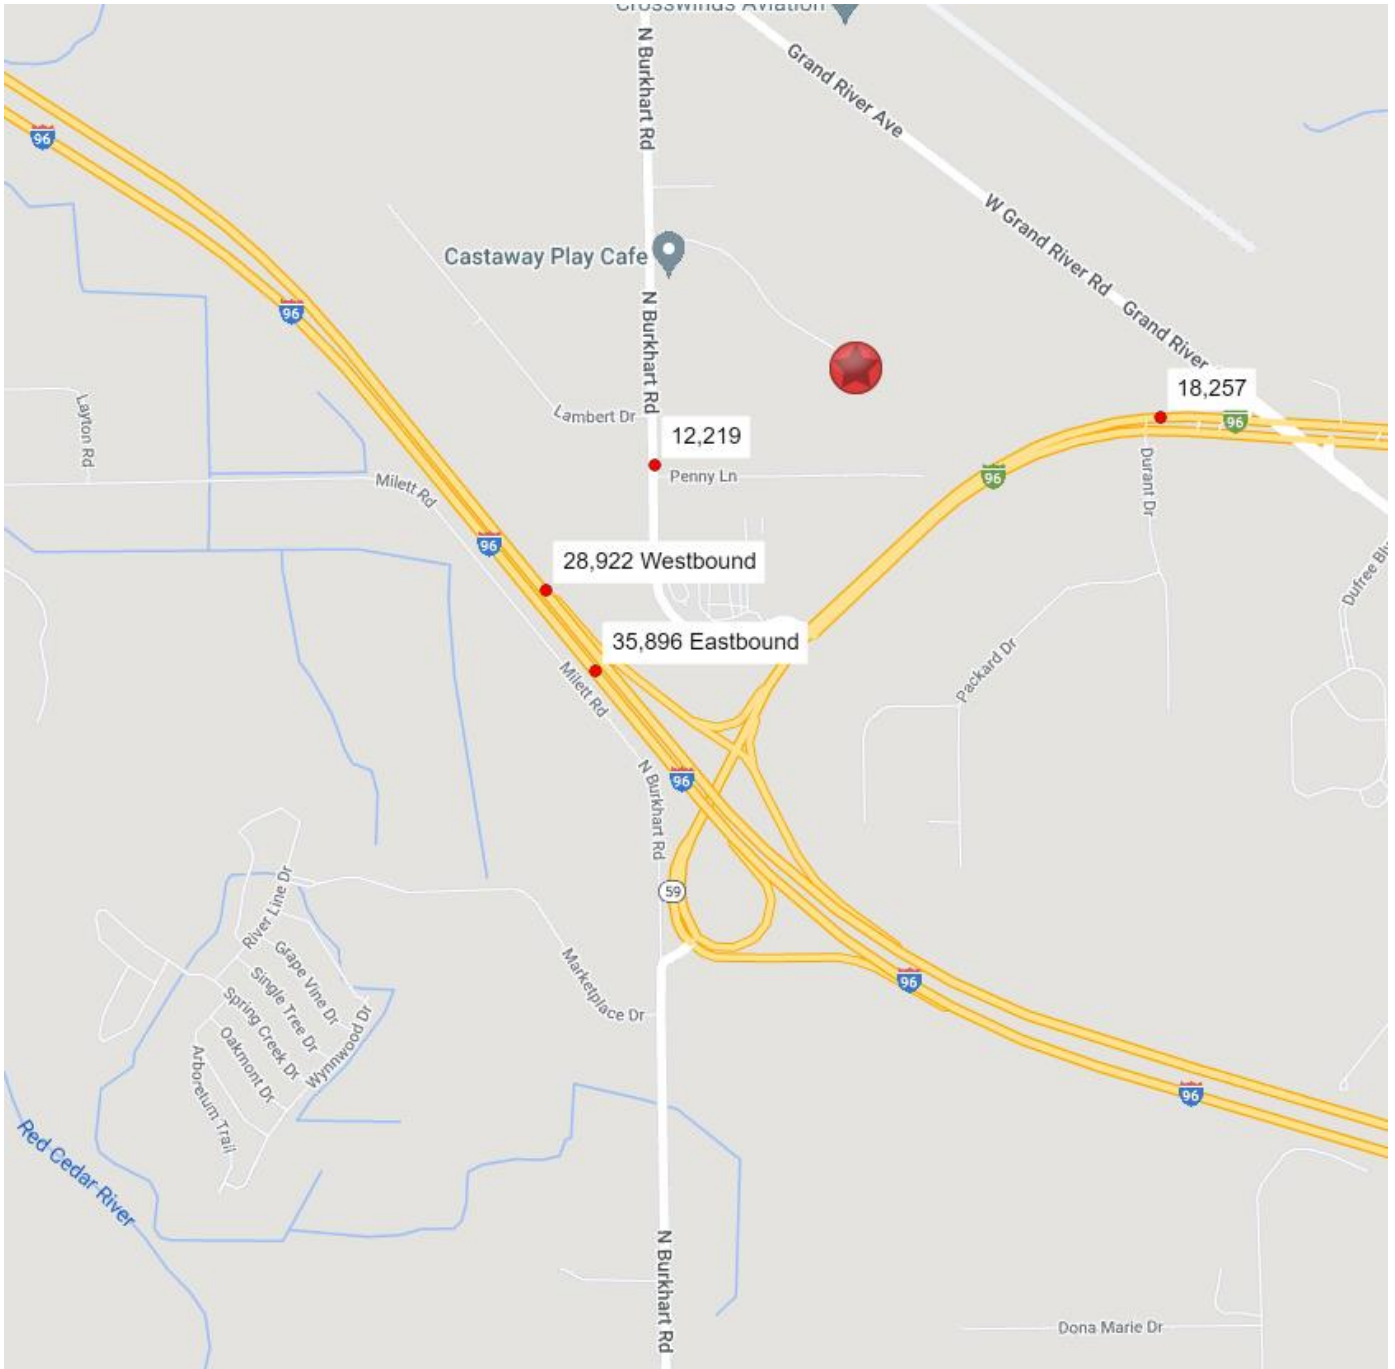 Crosswinds Aviation
N Burkhart Rd
Grand River Ave
96
W Grand River Rd
Castaway Play Cafe
N Burkhart Rd
96
Grand River
18,257
Layton Rd
Lambert Dr
12,219
96
Milett Rd
Penny Ln
96
Durant Dr
96
28,922 Westbound
35,896 Eastbound
Milett Rd
Packard Dr
N Burkhart Rd
96
59
River Line Dr
Grape Vine Dr
Single Tree Dr
Spring Creek Dr
Oakmont Dr
Wynnwood Dr
Arboretum Trail
Marketplace Dr
96
96
Red Cedar River
N Burkhart Rd
Dona Marie Dr